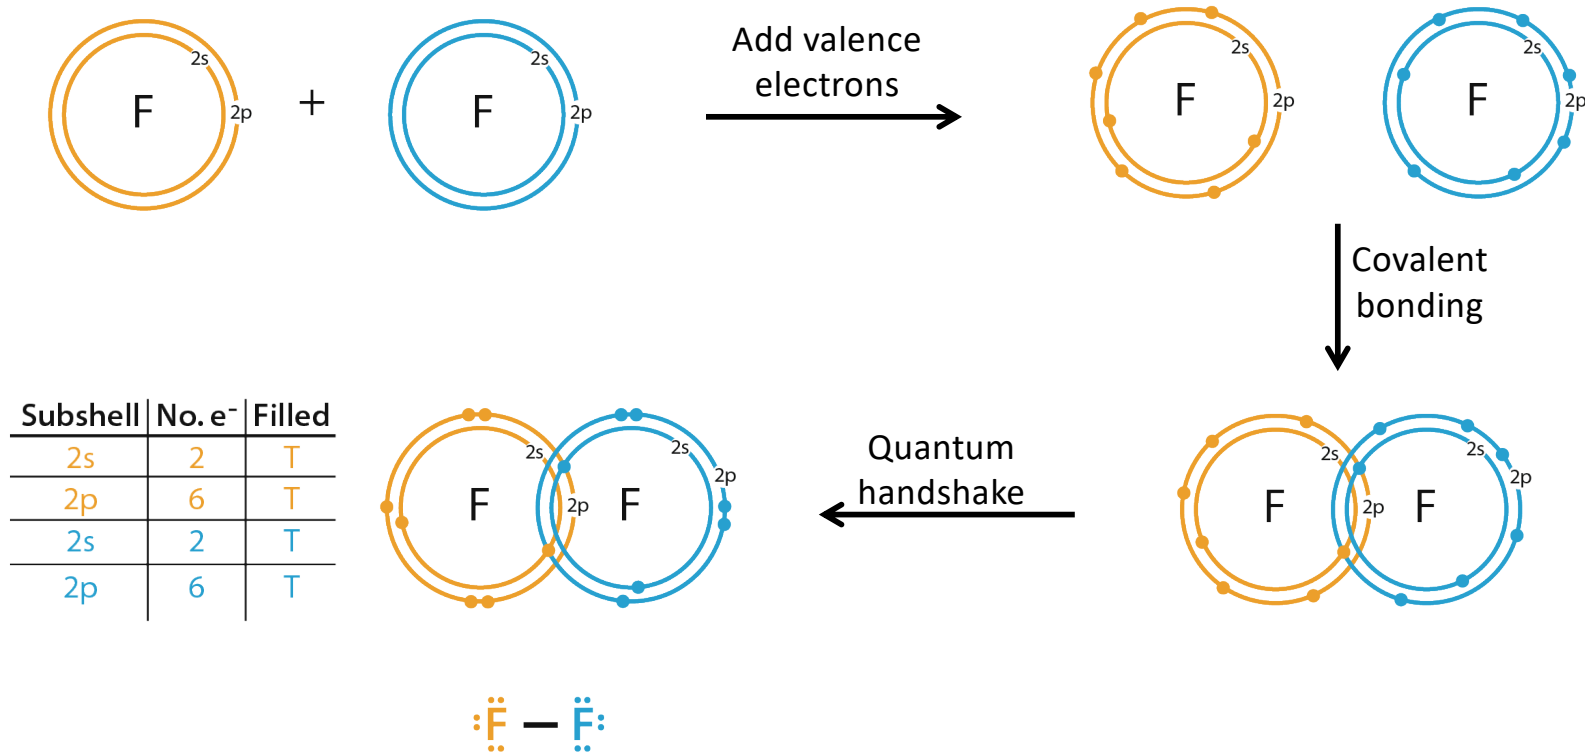 2s
F
2p
+
2s
F
2p
Add valence
electrons
2s
F
2p
2s
F
2p
Covalent
bonding
2s
F
2p
2s
F
2p
Quantum
handshake
2s
F
2p
2s
F
2p
Subshell No. e⁻ Filled
2s 2 T
2p 6 T
2s 2 T
2p 6 T
F — F